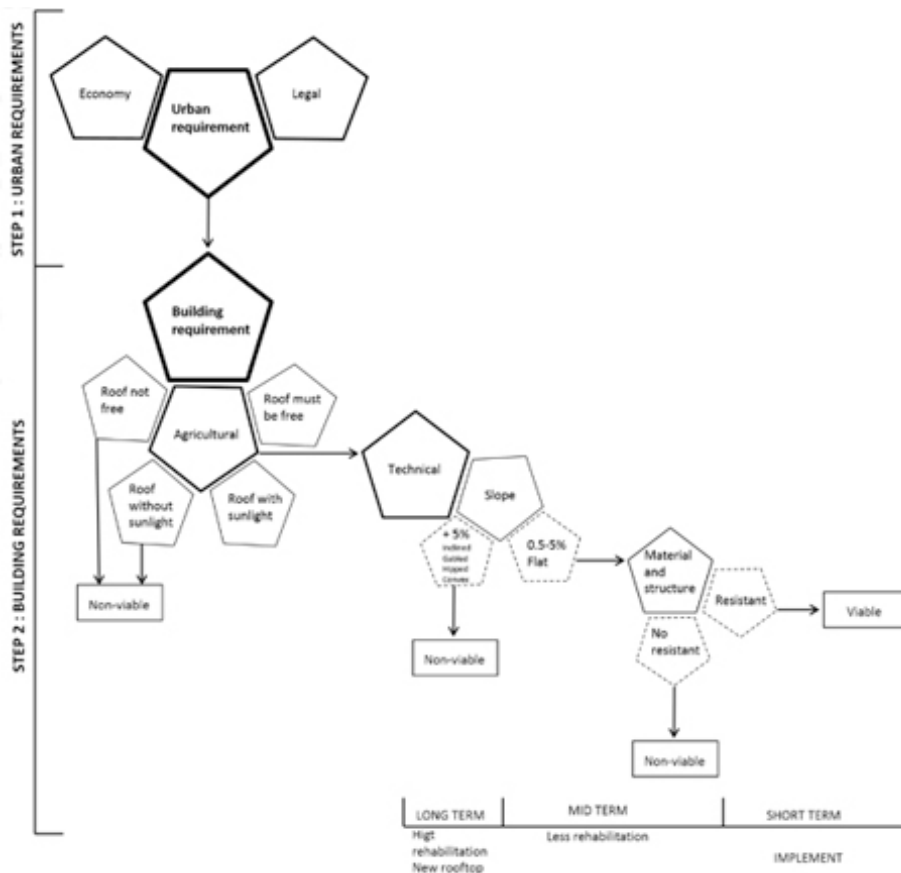 STEP 1 : URBAN REQUIREMENTS
Economy
Urban
requirement
Legal
STEP 2 : BUILDING REQUIREMENTS
Building
requirement
Roof not
free
Agricultural
Roof must
be free
Roof
without
sunlight
Roof with
sunlight
Non-viable
Technical
Slope
+ 5%
Inclined
Gabled
Hipped
Convex
0.5-5%
Flat
Non-viable
Material
and
structure
Resistant
Viable
No
resistant
Non-viable
LONG TERM
MID TERM
SHORT TERM
Higt
rehabilitation
New rooftop
Less rehabilitation
IMPLEMENT